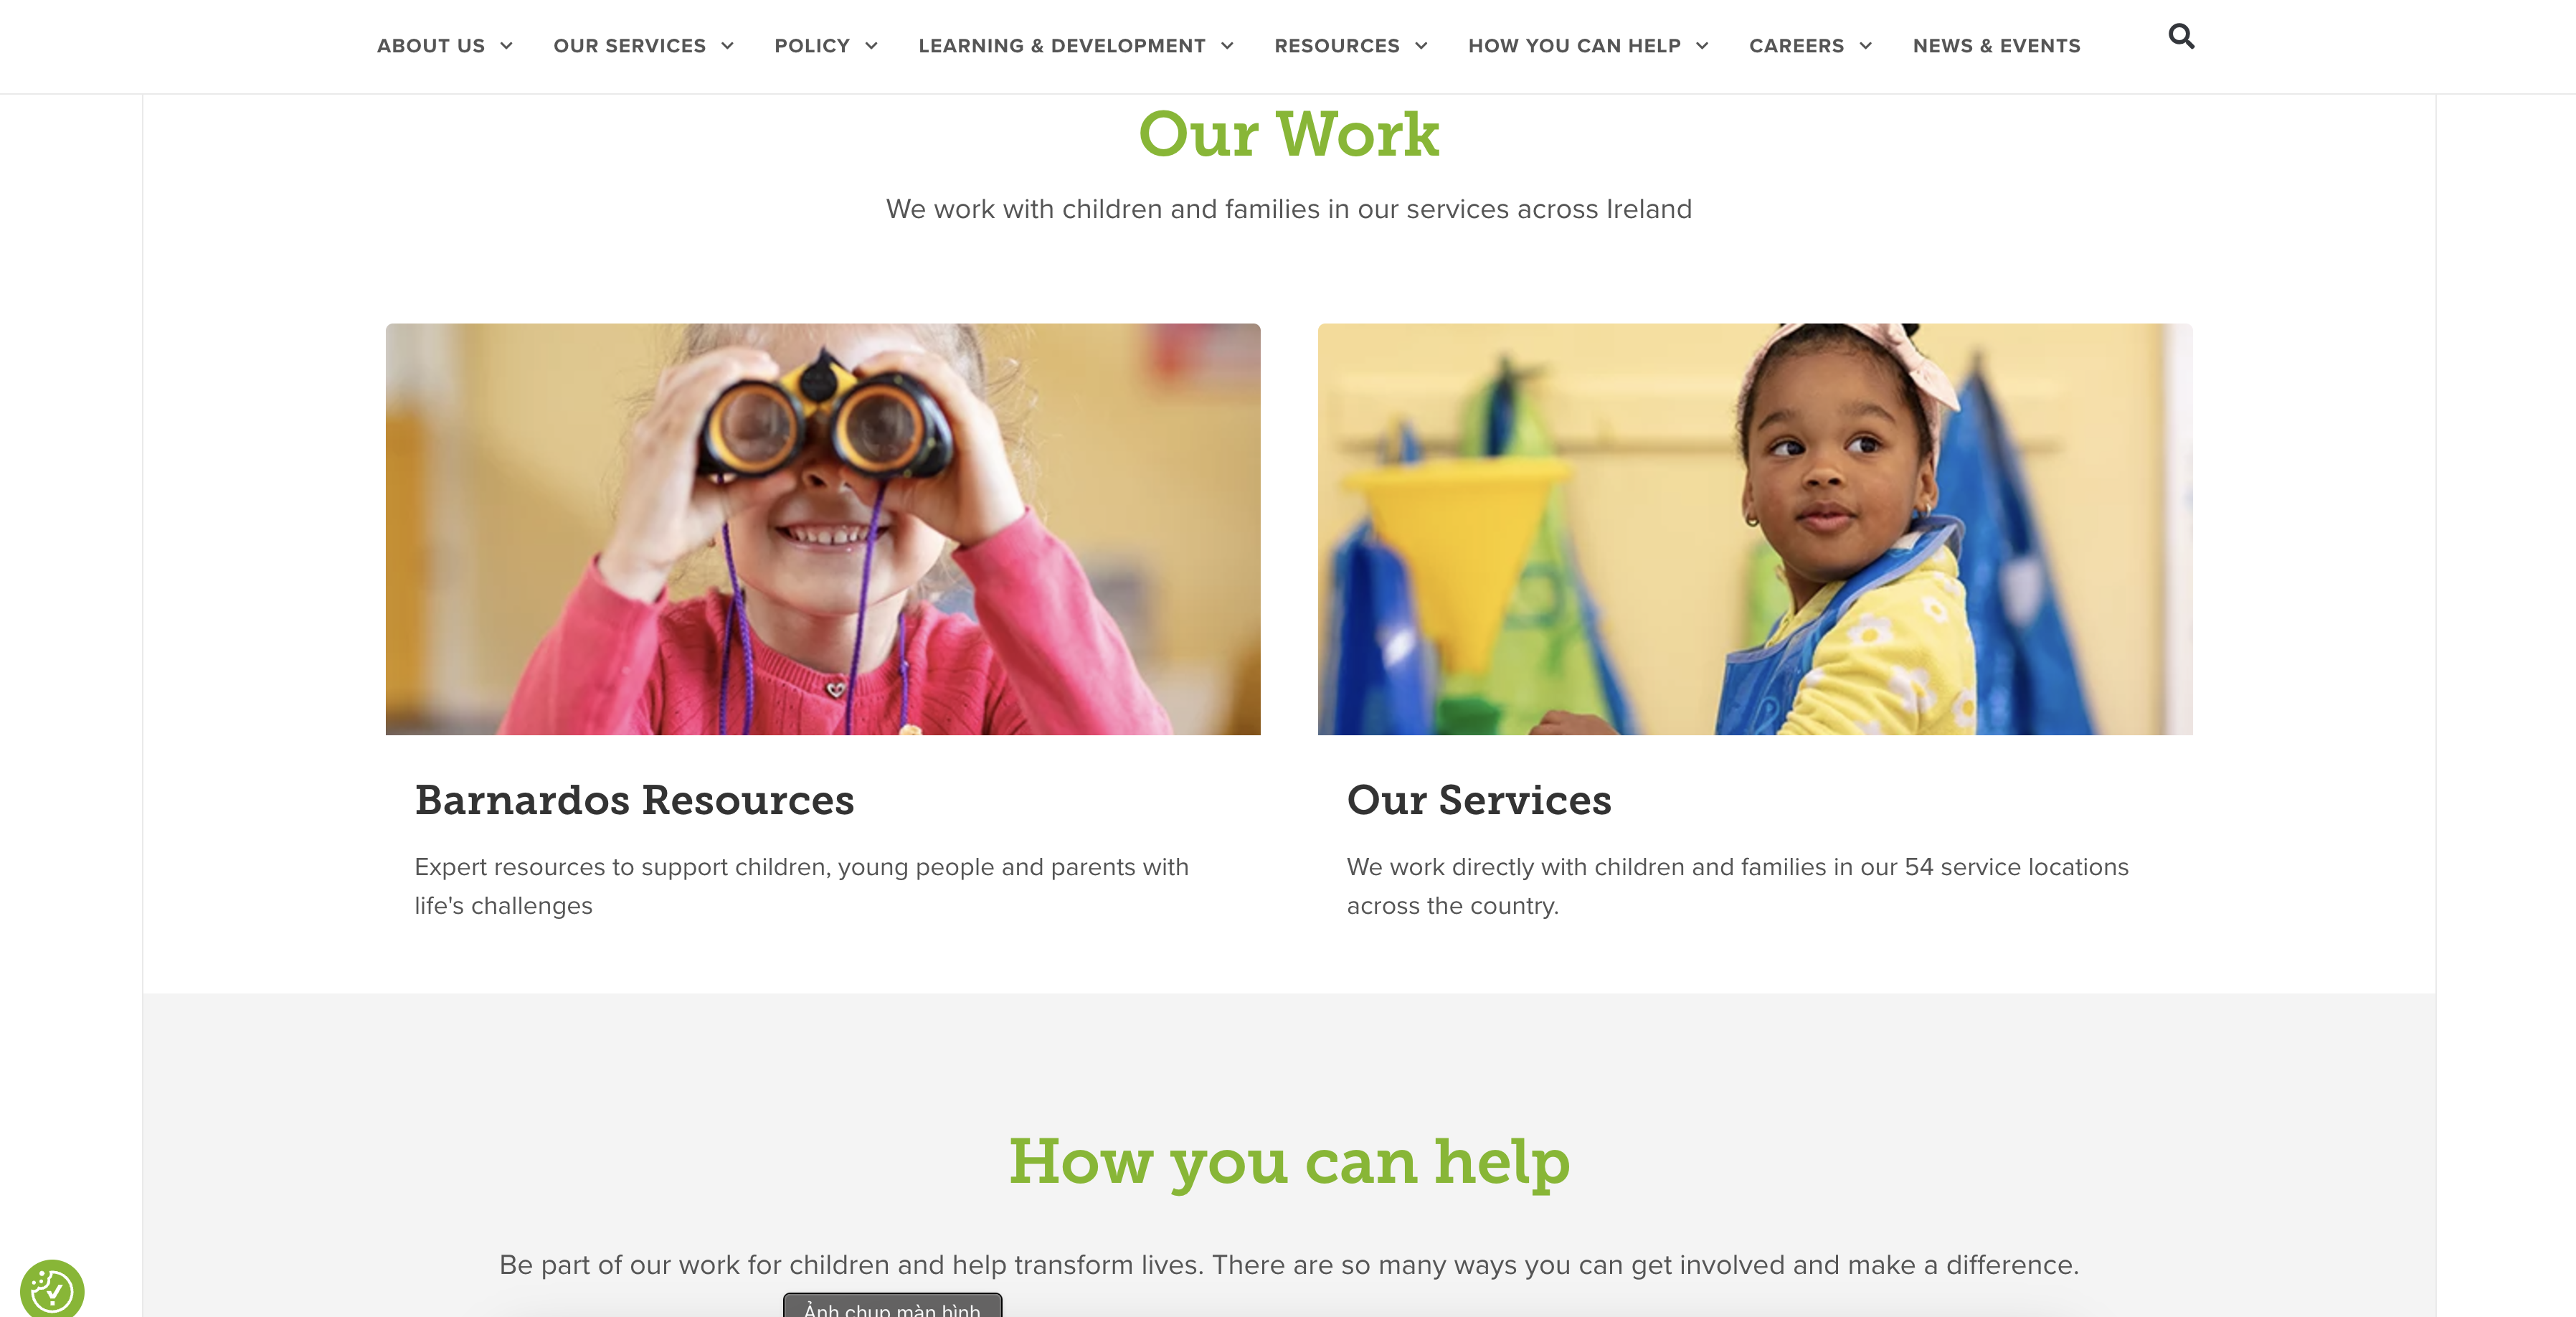 ABOUT US
OUR SERVICES
POLICY
LEARNING & DEVELOPMENT
RESOURCES
HOW YOU CAN HELP
CAREERS
NEWS & EVENTS
Our Work
We work with children and families in our services across Ireland
Barnardos Resources
Expert resources to support children, young people and parents with
life's challenges
Our Services
We work directly with children and families in our 54 service locations
across the country.
How you can help
Be part of our work for children and help transform lives. There are so many ways you can get involved and make a difference.
Ảnh chụp màn hình